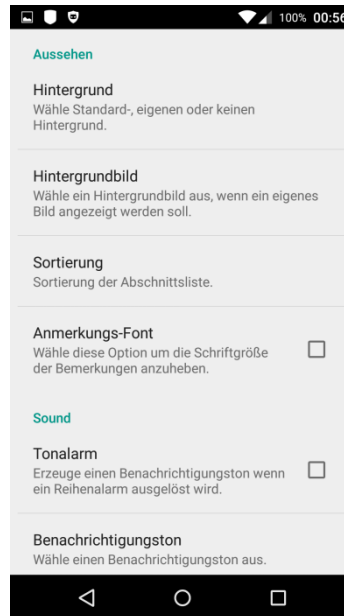 100% 00:56
Aussehen
Hintergrund
Wähle Standard-, eigenen oder keinen
Hintergrund.
Hintergrundbild
Wähle ein Hintergrundbild aus, wenn ein eigenes
Bild angezeigt werden soll.
Sortierung
Sortierung der Abschnittsliste.
Anmerkungs-Font
Wähle diese Option um die Schriftgröße
der Bemerkungen anzuheben.
Sound
Tonalarm
Erzeuge einen Benachrichtigungston wenn
ein Reihenalarm ausgelöst wird.
Benachrichtigungston
Wähle einen Benachrichtigungston aus.